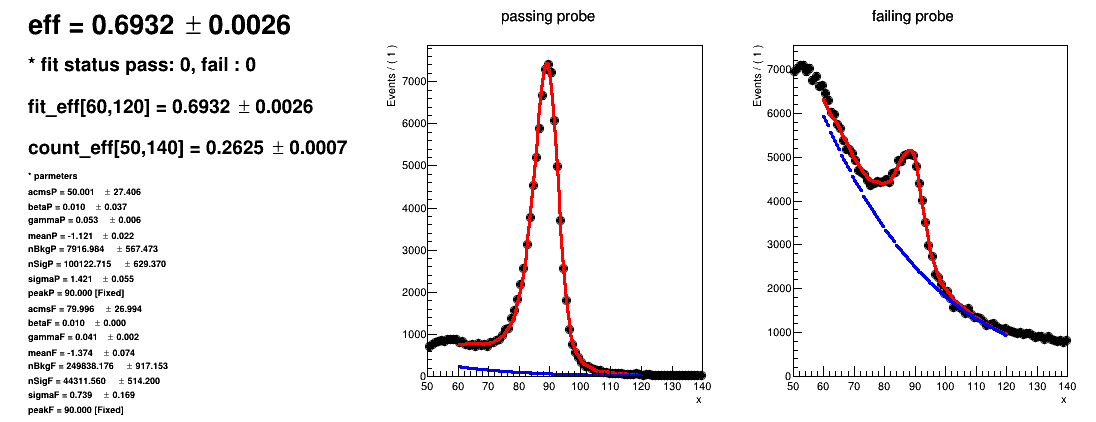 eff = 0.6932 ± 0.0026
* fit status pass: 0, fail : 0
fit_eff[60,120] = 0.6932 ± 0.0026
count_eff[50,140] = 0.2625 ± 0.0007
* parmeters
acmsP = 50.001 ± 27.406
betaP = 0.010 ± 0.037
gammaP = 0.053 ± 0.006
meanP = -1.121 ± 0.022
nBkgP = 7916.984 ± 567.473
nSigP = 100122.715 ± 629.370
sigmaP = 1.421 ± 0.055
peakP = 90.000 [Fixed]
acmsF = 79.996 ± 26.994
betaF = 0.010 ± 0.000
gammaF = 0.041 ± 0.002
meanF = -1.374 ± 0.074
nBkgF = 249838.176 ± 917.153
nSigF = 44311.560 ± 514.200
sigmaF = 0.739 ± 0.169
peakF = 90.000 [Fixed]
passing probe
Events / ( 1 )
7000
6000
5000
4000
3000
2000
1000
0
50 60 70 80 90 100 110 120 130 140
x
failing probe
Events / ( 1 )
7000
6000
5000
4000
3000
2000
1000
0
50 60 70 80 90 100 110 120 130 140
x